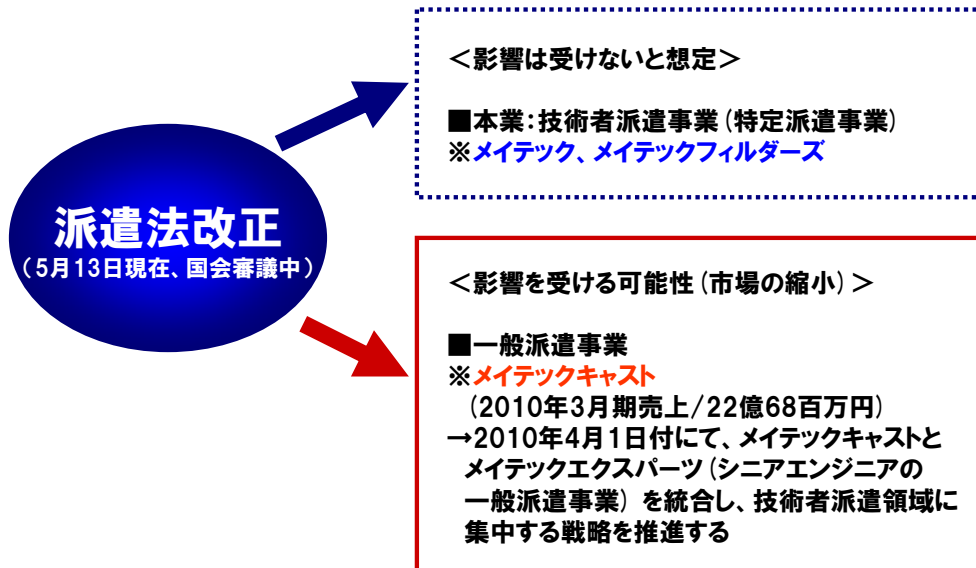 派遣法改正
（5月13日現在、国会審議中）
＜影響は受けないと想定＞
■本業：技術者派遣事業（特定派遣事業）
※メイテック、メイテックフィルダーズ
＜影響を受ける可能性（市場の縮小）＞
■一般派遣事業
※メイテックキャスト
（2010年3月期売上/22億68百万円）
→2010年4月1日付にて、メイテックキャストと
メイテックエクスパーツ（シニアエンジニアの
一般派遣事業）を統合し、技術者派遣領域に
集中する戦略を推進する